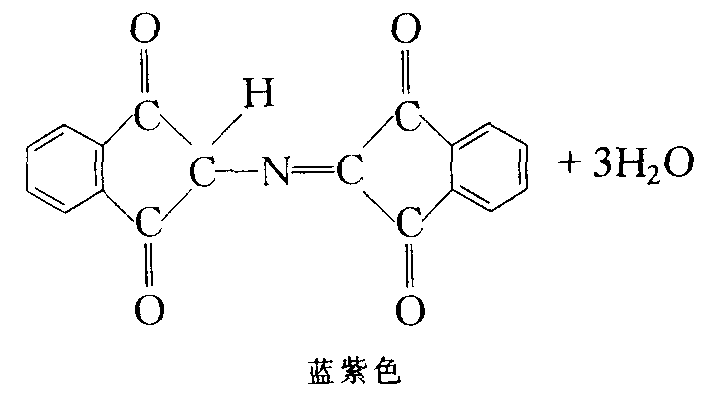 O O
C H C
C—N=C + 3H₂O
C C
O O
蓝紫色